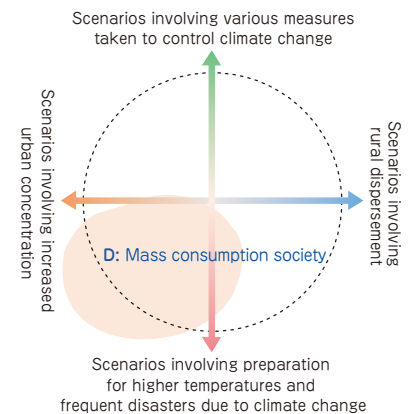 Scenarios involving various measures
taken to control climate change
Scenarios involving increased
urban concentration
Scenarios involving
rural dispersement
D: Mass consumption society
Scenarios involving preparation
for higher temperatures and
frequent disasters due to climate change